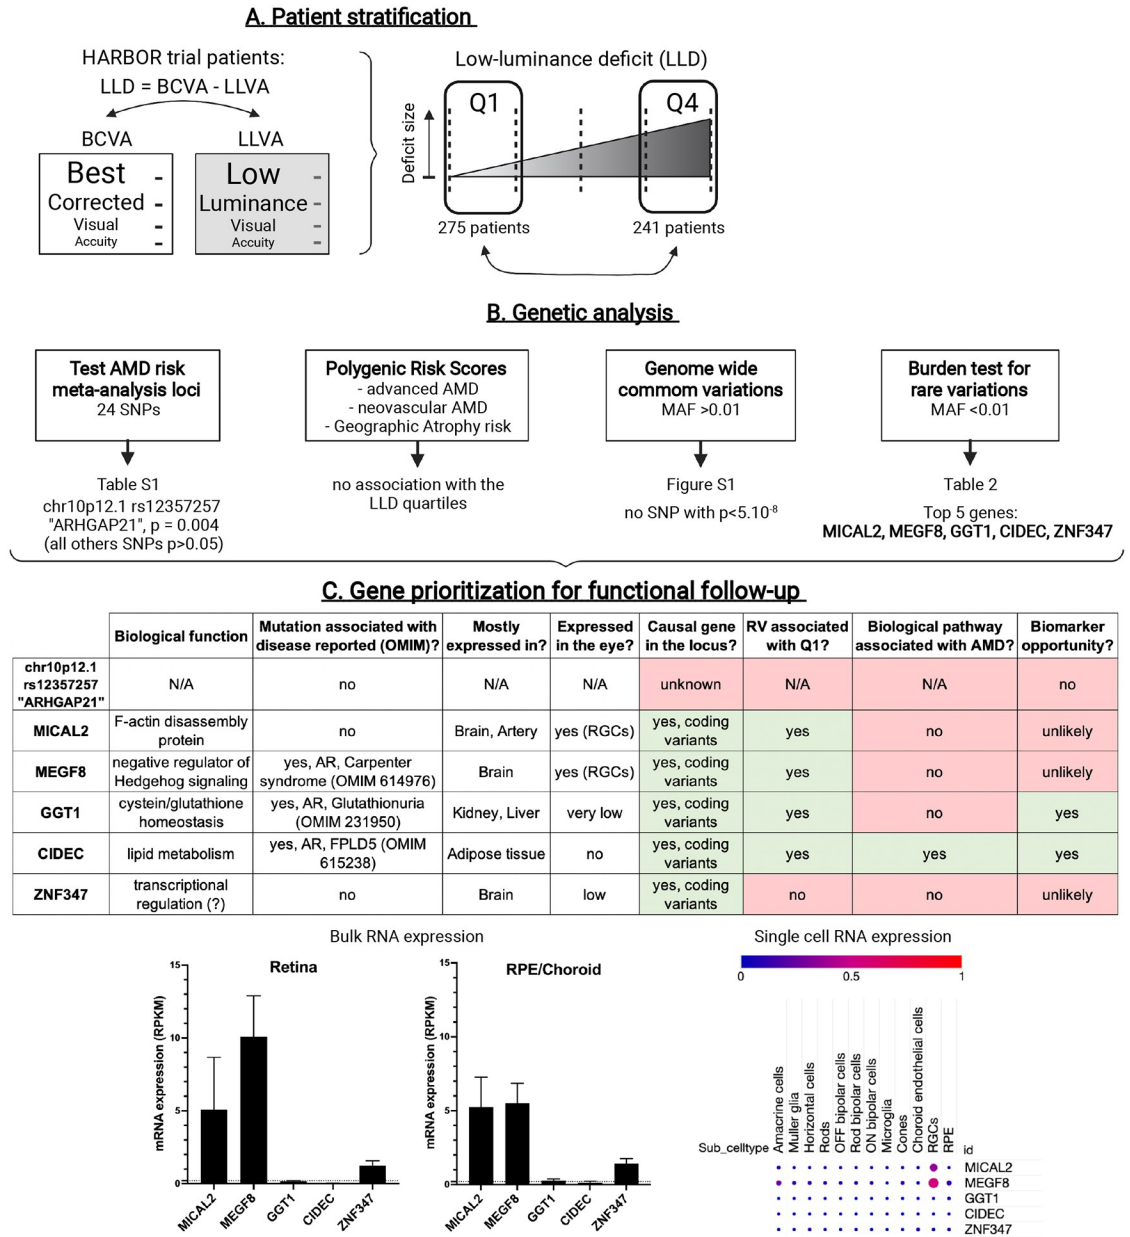 A. Patient stratification
HARBOR trial patients:
LLD = BCVA - LLVA
BCVA
LLVA
Best
Corrected
Visual
Accuity
Low
Luminance
Visual
Accuity
Low-luminance deficit (LLD)
Deficit size
Q1
Q4
275 patients
241 patients
B. Genetic analysis
Test AMD risk
meta-analysis loci
24 SNPs
Table S1
chr10p12.1 rs12357257
"ARHGAP21", p = 0.004
(all others SNPs p>0.05)
Polygenic Risk Scores
- advanced AMD
- neovascular AMD
- Geographic Atrophy risk
no association with the
LLD quartiles
Genome wide
commom variations
MAF >0.01
Figure S1
no SNP with p<5.10-8
Burden test for
rare variations
MAF <0.01
Table 2
Top 5 genes:
MICAL2, MEGF8, GGT1, CIDEC, ZNF347
C. Gene prioritization for functional follow-up
Biological function
Mutation associated with
disease reported (OMIM)?
Mostly
expressed in?
Expressed
in the eye?
Causal gene
in the locus?
RV associated
with Q1?
Biological pathway
associated with AMD?
Biomarker
opportunity?
chr10p12.1
rs12357257
"ARHGAP21"
N/A
no
N/A
N/A
unknown
N/A
N/A
no
MICAL2
F-actin disassembly
protein
no
Brain, Artery
yes (RGCs)
yes, coding
variants
yes
no
unlikely
MEGF8
negative regulator of
Hedgehog signaling
yes, AR, Carpenter
syndrome (OMIM 614976)
Brain
yes (RGCs)
yes, coding
variants
yes
no
unlikely
GGT1
cystein/glutathione
homeostasis
yes, AR, Glutathionuria
(OMIM 231950)
Kidney, Liver
very low
yes, coding
variants
yes
no
yes
CIDEC
lipid metabolism
yes, AR, FPLD5 (OMIM
615238)
Adipose tissue
no
yes, coding
variants
yes
yes
yes
ZNF347
transcriptional
regulation (?)
no
Brain
low
yes, coding
variants
no
no
unlikely
Bulk RNA expression
Retina
mRNA expression (RPKM)
15
10
5
0
MICAL2
MEGF8
GGT1
CIDEC
ZNF347
RPE/Choroid
mRNA expression (RPKM)
15
10
5
0
MICAL2
MEGF8
GGT1
CIDEC
ZNF347
Single cell RNA expression
0
0.5
1
Sub_celltype
Amacrine cells
Muller glia
Horizontal cells
Rods
OFF bipolar cells
Rod bipolar cells
ON bipolar cells
Microglia
Cones
Choroid endothelial cells
RGCs
RPE
id
MICAL2
MEGF8
GGT1
CIDEC
ZNF347